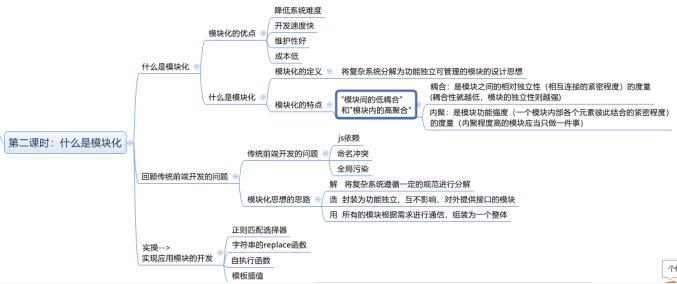 第二课时：什么是模块化
什么是模块化
模块化的优点
降低系统难度
开发速度快
维护性好
成本低
什么是模块化
模块化的定义
将复杂系统分解为功能独立可管理的模块的设计思想
模块化的特点
"模块间的低耦合"
和"模块内的高聚合"
耦合：是模块之间的相对独立性（相互连接的紧密程度）的度量
(耦合性就越低，模块的独立性则越强)
内聚：是模块功能强度（一个模块内部各个元素彼此结合的紧密程度）
的度量（内聚程度高的模块应当只做一件事）
回顾传统前端开发的问题
传统前端开发的问题
js依赖
命名冲突
全局污染
模块化思想的思路
解 将复杂系统遵循一定的规范进行分解
造 封装为功能独立、互不影响、对外提供接口的模块
用 所有的模块根据需求进行通信，组装为一个整体
实操-->
实现应用模块的开发
正则匹配选择器
字符串的replace函数
自执行函数
模板插值